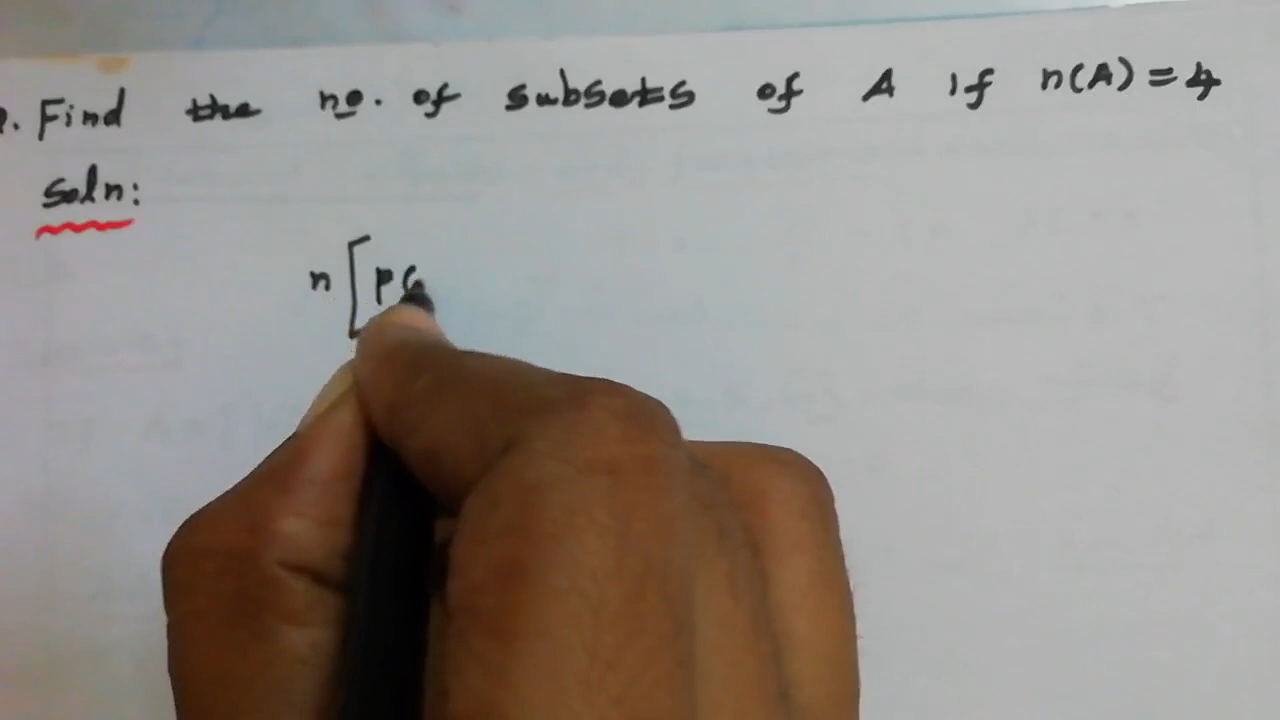 . Find the no. of subsets of A if n(A) = 4
Soln:
n [ P(